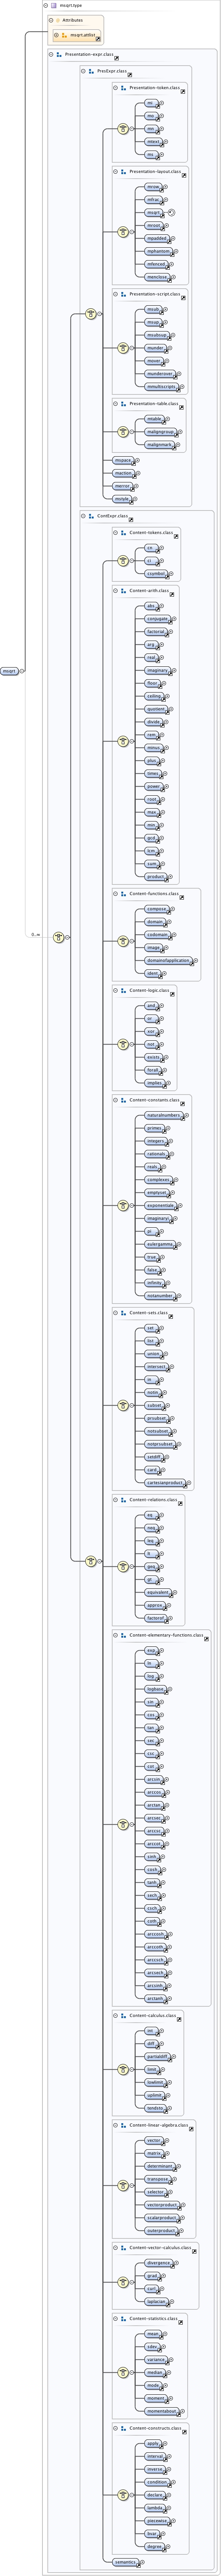 msqrt.type
Attributes
msqrt.attlist
Presentation-expr.class
PresExpr.class
Presentation-token.class
mi
mo
mn
mtext
ms
Presentation-layout.class
mrow
mfrac
msqrt
mroot
mpadded
mphantom
mfenced
menclose
Presentation-script.class
msub
msup
msubsup
munder
mover
munderover
mmultiscripts
Presentation-table.class
mtable
maligngroup
malignmark
mspace
maction
merror
mstyle
ContExpr.class
Content-tokens.class
cn
ci
csymbol
Content-arith.class
abs
conjugate
factorial
arg
real
imaginary
floor
ceiling
quotient
divide
rem
minus
plus
times
power
root
max
min
gcd
lcm
sum
product
msqrt
0..∞
Content-functions.class
compose
domain
codomain
image
domainofapplication
ident
Content-logic.class
and
or
xor
not
exists
forall
implies
Content-constants.class
naturalnumbers
primes
integers
rationals
reals
complexes
emptyset
exponentiale
imaginaryi
pi
eulergamma
true
false
infinity
notanumber
Content-sets.class
set
list
union
intersect
in
notin
subset
prsubset
notsubset
notprsubset
setdiff
card
cartesianproduct
Content-relations.class
eq
neq
leq
lt
geq
gt
equivalent
approx
factorof
Content-elementary-functions.class
exp
ln
log
logbase
sin
cos
tan
sec
csc
cot
arcsin
arccos
arctan
arcsec
arccsc
arccot
sinh
cosh
tanh
sech
csch
coth
arccosh
arccoth
arccsch
arcsech
arcsinh
arctanh
Content-calculus.class
int
diff
partialdiff
limit
lowlimit
uplimit
tendsto
Content-linear-algebra.class
vector
matrix
determinant
transpose
selector
vectorproduct
scalarproduct
outerproduct
Content-vector-calculus.class
divergence
grad
curl
laplacian
Content-statistics.class
mean
sdev
variance
median
mode
moment
momentabout
Content-constructs.class
apply
interval
inverse
condition
declare
lambda
piecewise
bvar
degree
semantics